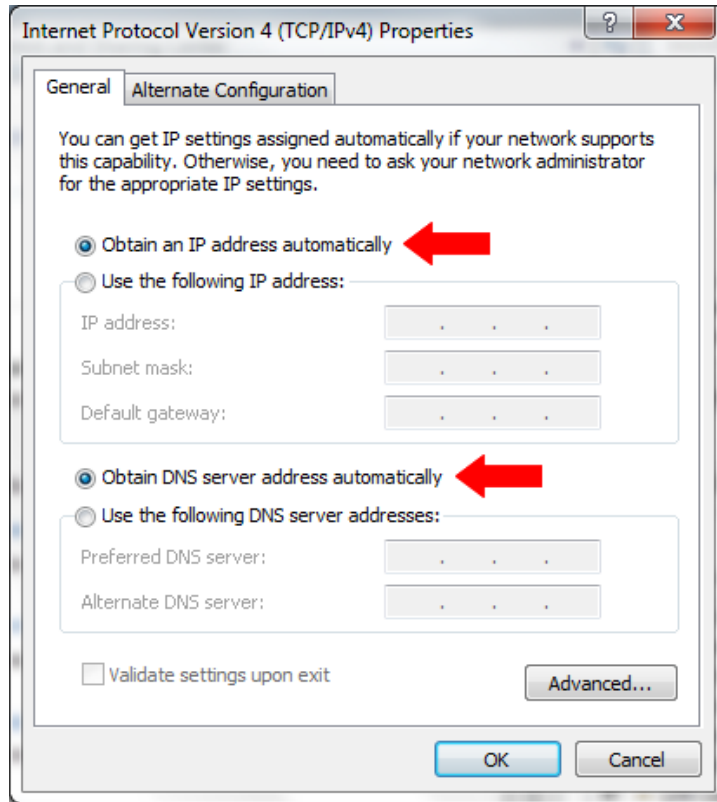 Internet Protocol Version 4 (TCP/IPv4) Properties
General
Alternate Configuration
You can get IP settings assigned automatically if your network supports
this capability. Otherwise, you need to ask your network administrator
for the appropriate IP settings.
Obtain an IP address automatically
Use the following IP address:
IP address:
Subnet mask:
Default gateway:
Obtain DNS server address automatically
Use the following DNS server addresses:
Preferred DNS server:
Alternate DNS server:
Validate settings upon exit
Advanced...
OK
Cancel